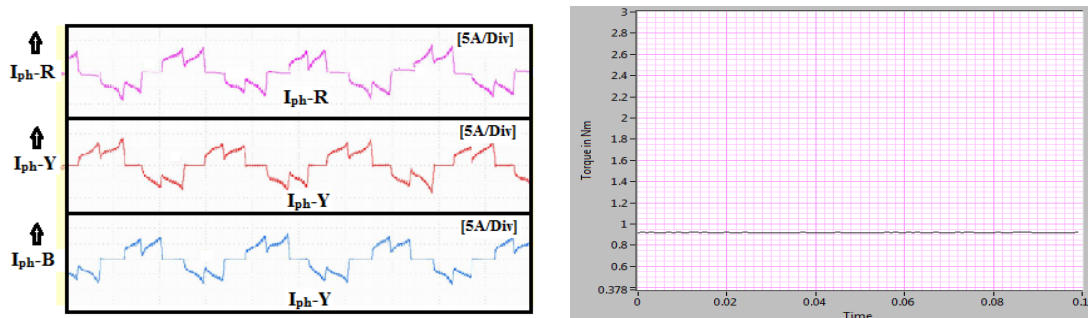 [5A/Div]
Iph-R
Iph-R
[5A/Div]
Iph-Y
Iph-Y
[5A/Div]
Iph-B
Iph-Y
3
2.8
2.6
2.4
2.2
2
1.8
1.6
1.4
1.2
1
0.8
0.6
0.378
Torque in Nm
0
0.02
0.04
0.06
0.08
0.1
Time